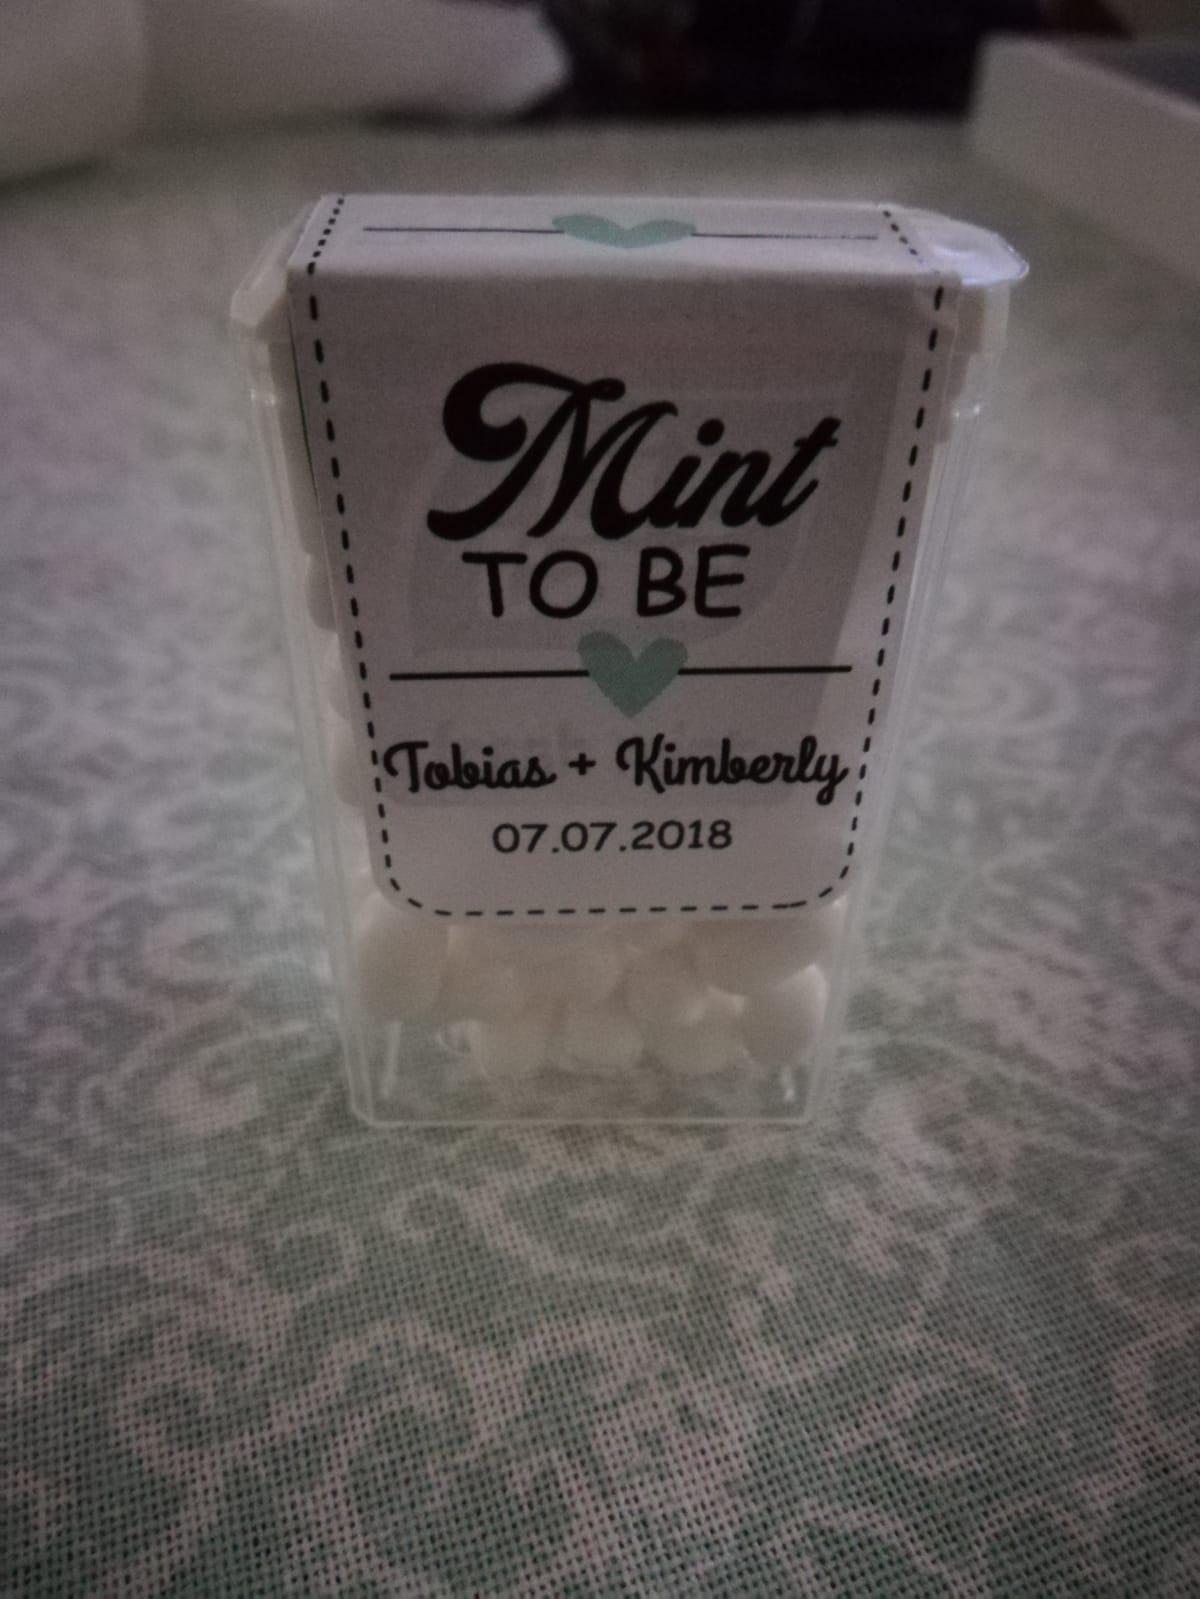 Mint
TO BE
Tobias + Kimberly
07.07.2018